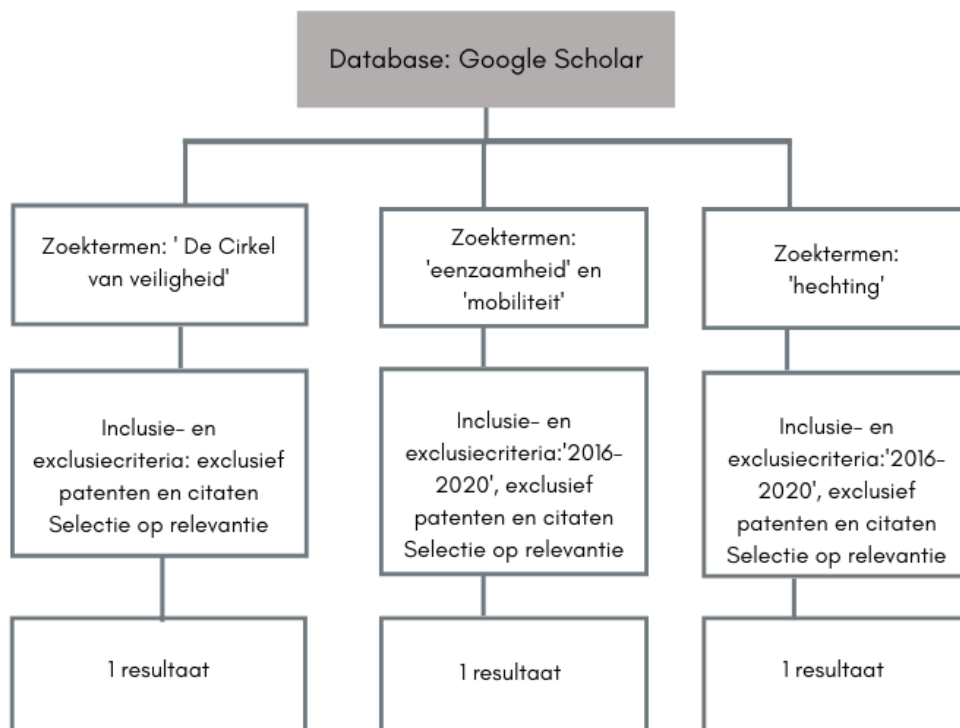 Database: Google Scholar
Zoektermen: ' De Cirkel
van veiligheid'
Zoektermen:
'eenzaamheid' en
'mobiliteit'
Zoektermen:
'hechting'
Inclusie- en
exclusiecriteria: exclusief
patenten en citaten
Selectie op relevantie
Inclusie- en
exclusiecriteria:'2016-
2020', exclusief
patenten en citaten
Selectie op relevantie
Inclusie- en
exclusiecriteria:'2016-
2020', exclusief
patenten en citaten
Selectie op relevantie
1 resultaat
1 resultaat
1 resultaat